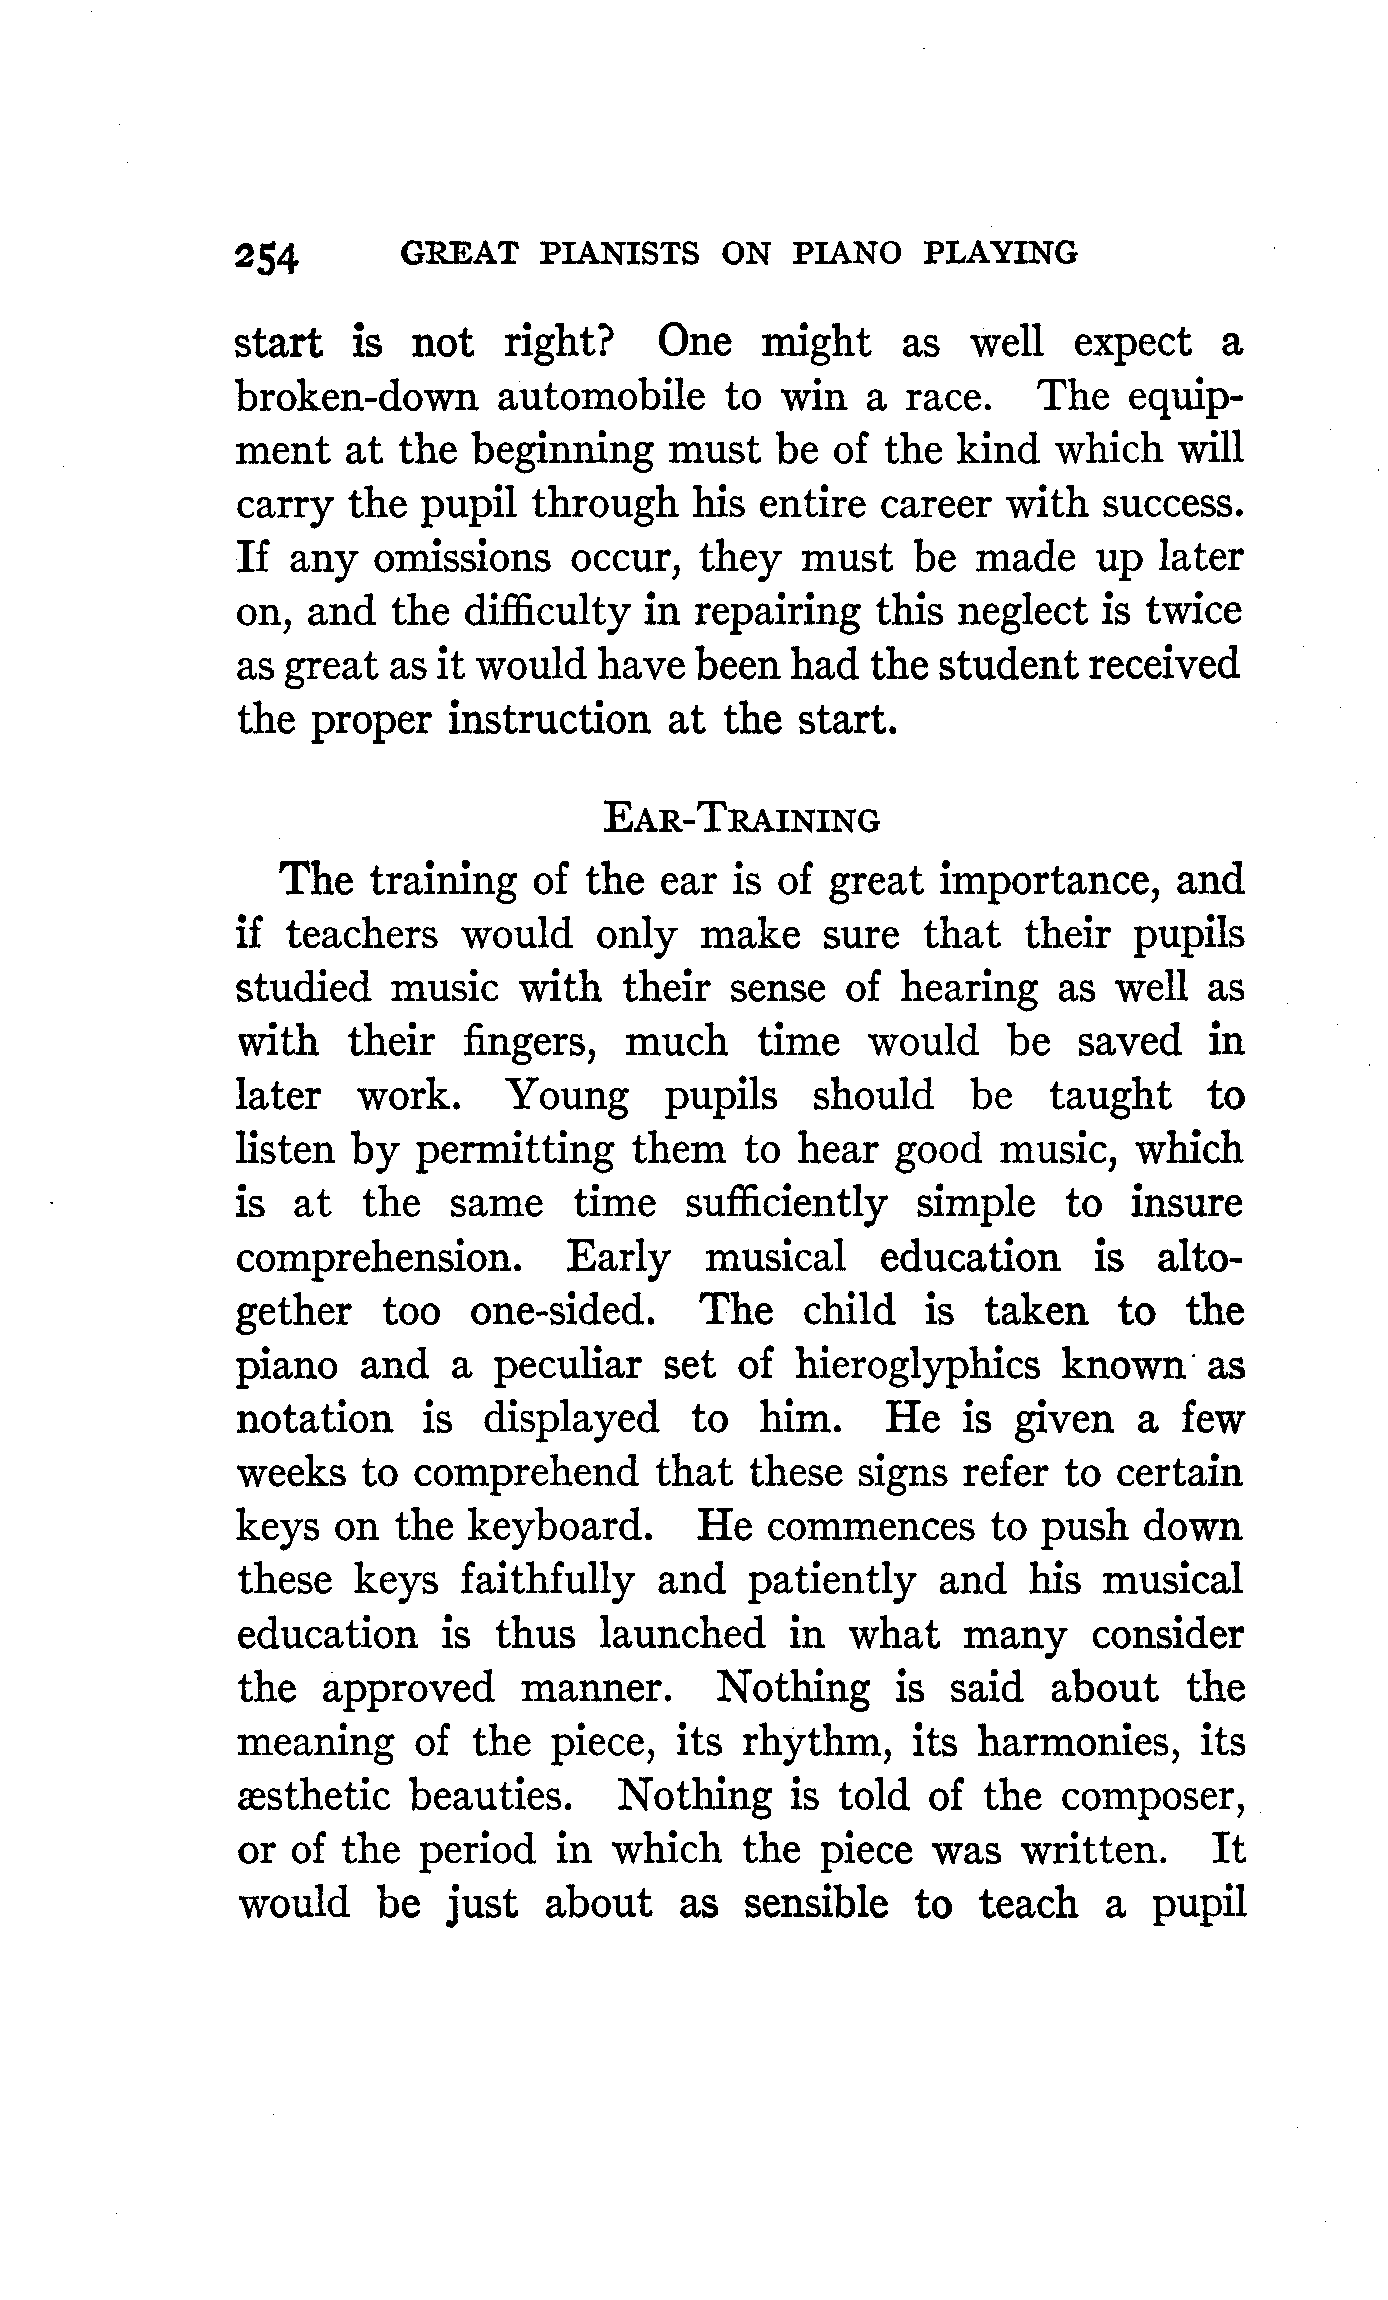 254 GREAT PIANISTS ON PIANO PLAYING
start is not right? One might as well expect a
broken-down automobile to win a race. The equip-
ment at the beginning must be of the kind which will
carry the pupil through his entire career with success.
If any omissions occur, they must be made up later
on, and the difficulty in repairing this neglect is twice
as great as it would have been had the student received
the proper instruction at the start.
EAR-TRAINING
The training of the ear is of great importance, and
if teachers would only make sure that their pupils
studied music with their sense of hearing as well as
with their fingers, much time would be saved in
later work. Young pupils should be taught to
listen by permitting them to hear good music, which
is at the same time sufficiently simple to insure
comprehension. Early musical education is alto-
gether too one-sided. The child is taken to the
piano and a peculiar set of hieroglyphics known as
notation is displayed to him. He is given a few
weeks to comprehend that these signs refer to certain
keys on the keyboard. He commences to push down
these keys faithfully and patiently and his musical
education is thus launched in what many consider
the approved manner. Nothing is said about the
meaning of the piece, its rhythm, its harmonies, its
æsthetic beauties. Nothing is told of the composer,
or of the period in which the piece was written. It
would be just about as sensible to teach a pupil